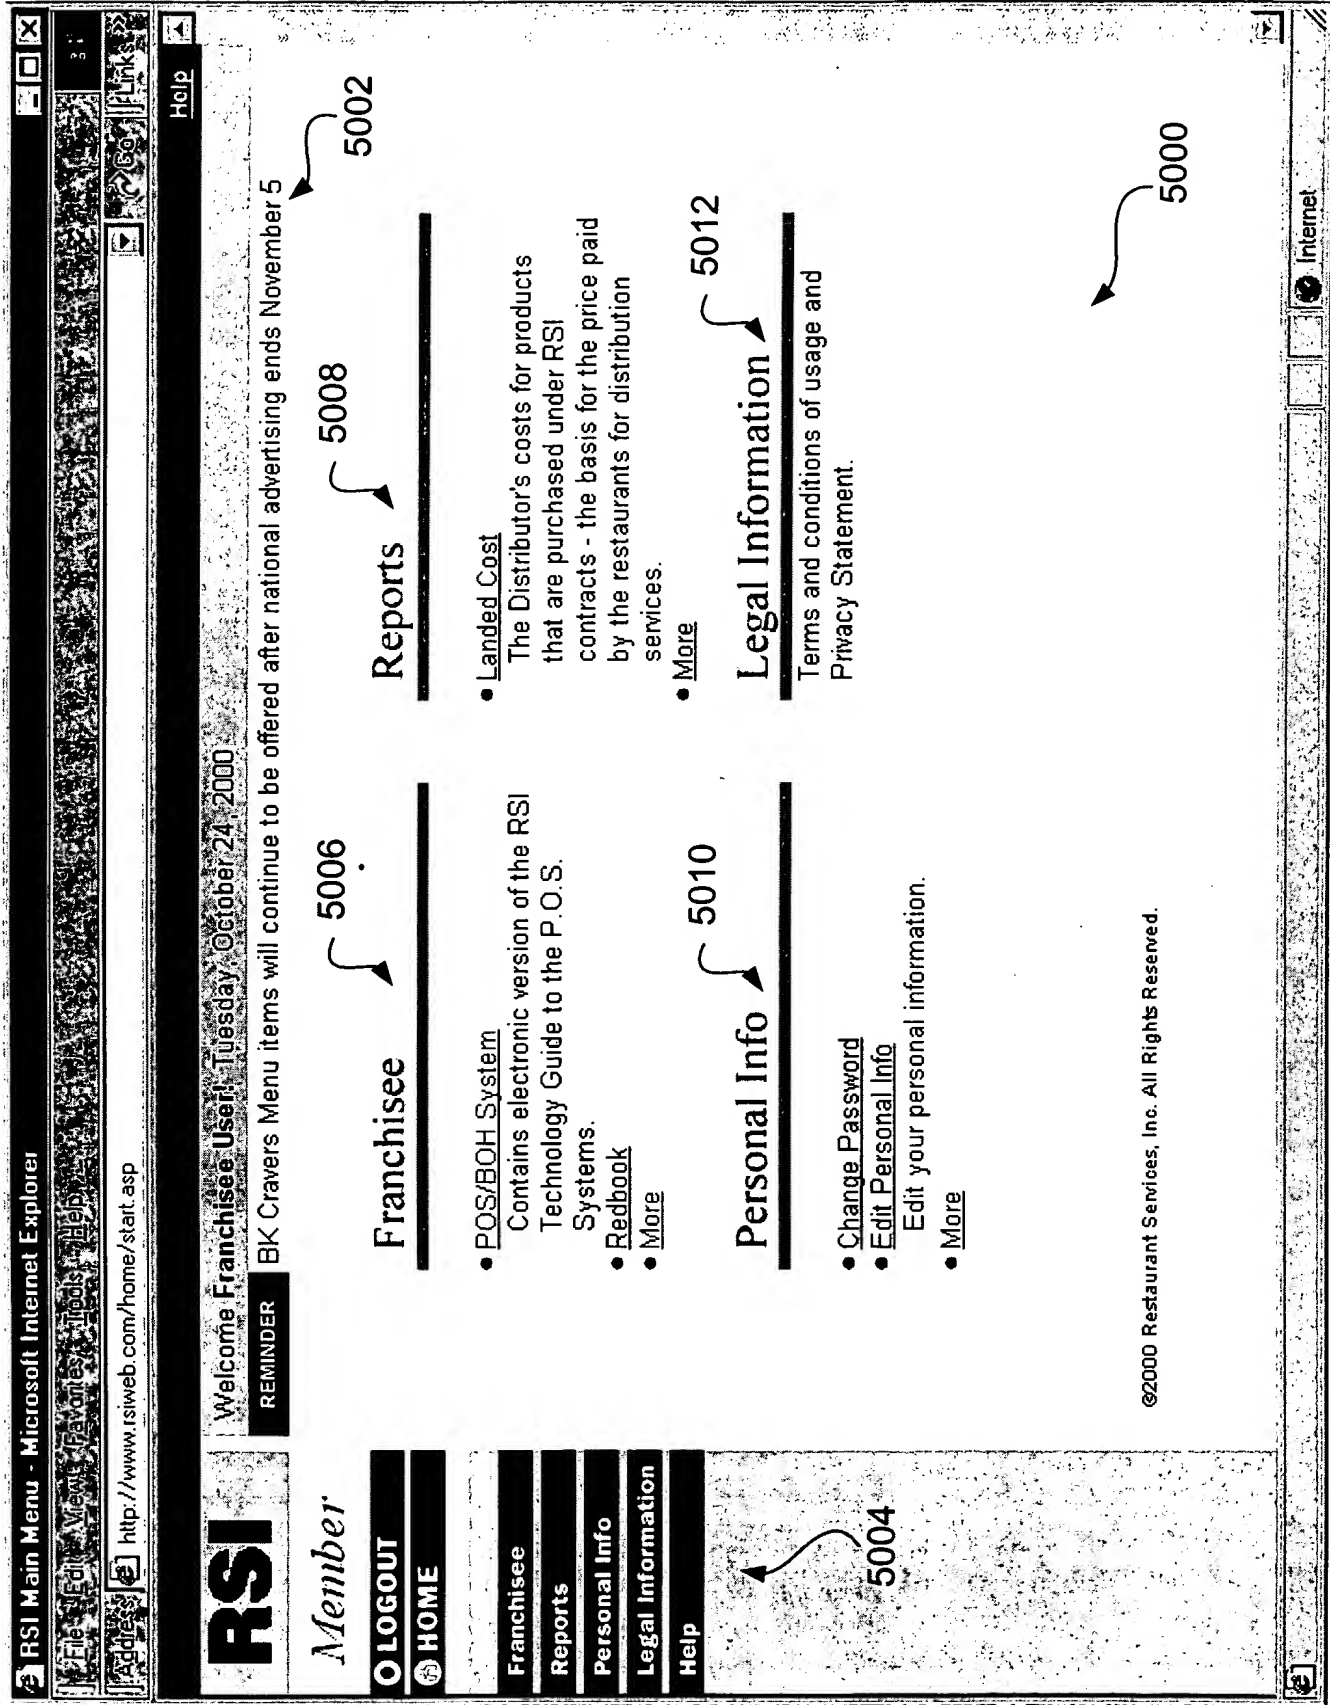 RSI Main Menu - Microsoft Internet Explorer
File Edit View Favorites Tools Help
Address http://www.rsiweb.com/home/start.asp Go Links »
Help
RSI
Welcome Franchisee User! Tuesday, October 24, 2000
REMINDER BK Cravers Menu items will continue to be offered after national advertising ends November 5
5002
Member
LOGOUT
HOME
Franchisee
Reports
Personal Info
Legal Information
Help
5004
5006
Franchisee
• POS/BOH System
Contains electronic version of the RSI
Technology Guide to the P.O.S.
Systems.
• Redbook
• More
5008
Reports
• Landed Cost
The Distributor's costs for products
that are purchased under RSI
contracts - the basis for the price paid
by the restaurants for distribution
services.
• More
5010
Personal Info
• Change Password
• Edit Personal Info
Edit your personal information.
• More
5012
Legal Information
Terms and conditions of usage and
Privacy Statement.
5000
©2000 Restaurant Services, Inc. All Rights Reserved.
Internet